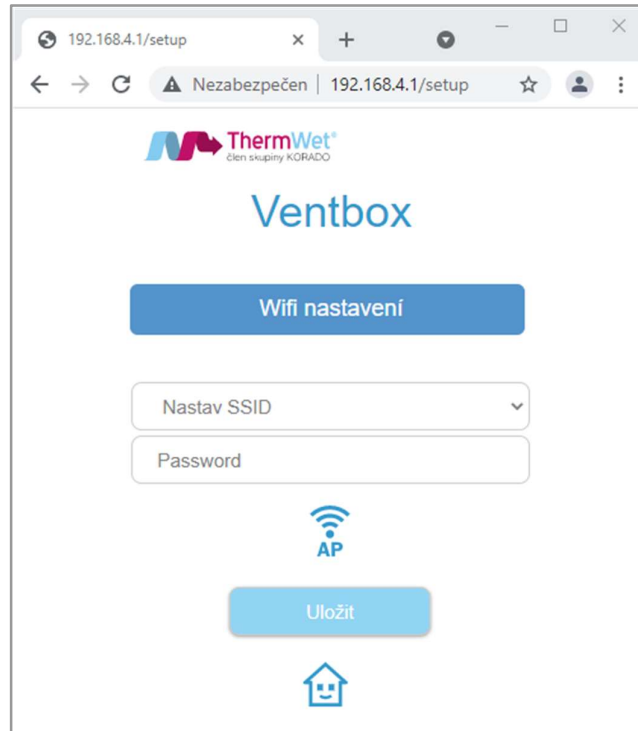 192.168.4.1/setup
Nezabezpečen | 192.168.4.1/setup
ThermWet®
člen skupiny KORADO
Ventbox
Wifi nastavení
Nastav SSID
Password
AP
Uložit